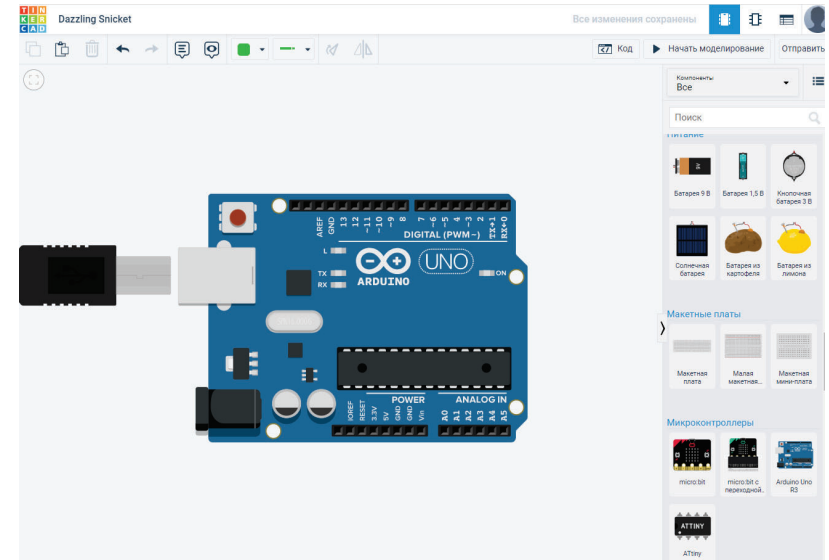 TIN
KER
CAD
Dazzling Snicket
Все изменения сохранены
Код
Начать моделирование
Отправить
Компоненты
Все
Поиск
Питание
Батарея 9 В
Батарея 1,5 В
Кнопочная
батарея 3 В
Солнечная
батарея
Батарея из
картофеля
Батарея из
лимона
Макетные платы
Макетная
плата
Малая
макетная...
Макетная
мини-плата
Микроконтроллеры
micro:bit
micro:bit с
переходной..
Arduino Uno
R3
ATTINY
ATtiny
AREF
GND
13
12
~11
~10
~9
8
7
~6
~5
4
~3
2
TX→1
RX←0
DIGITAL (PWM~)
L
TX
RX
ARDUINO
UNO
ON
POWER
ANALOG IN
IOREF
RESET
3.3V
5V
GND
GND
Vin
A0
A1
A2
A3
A4
A5